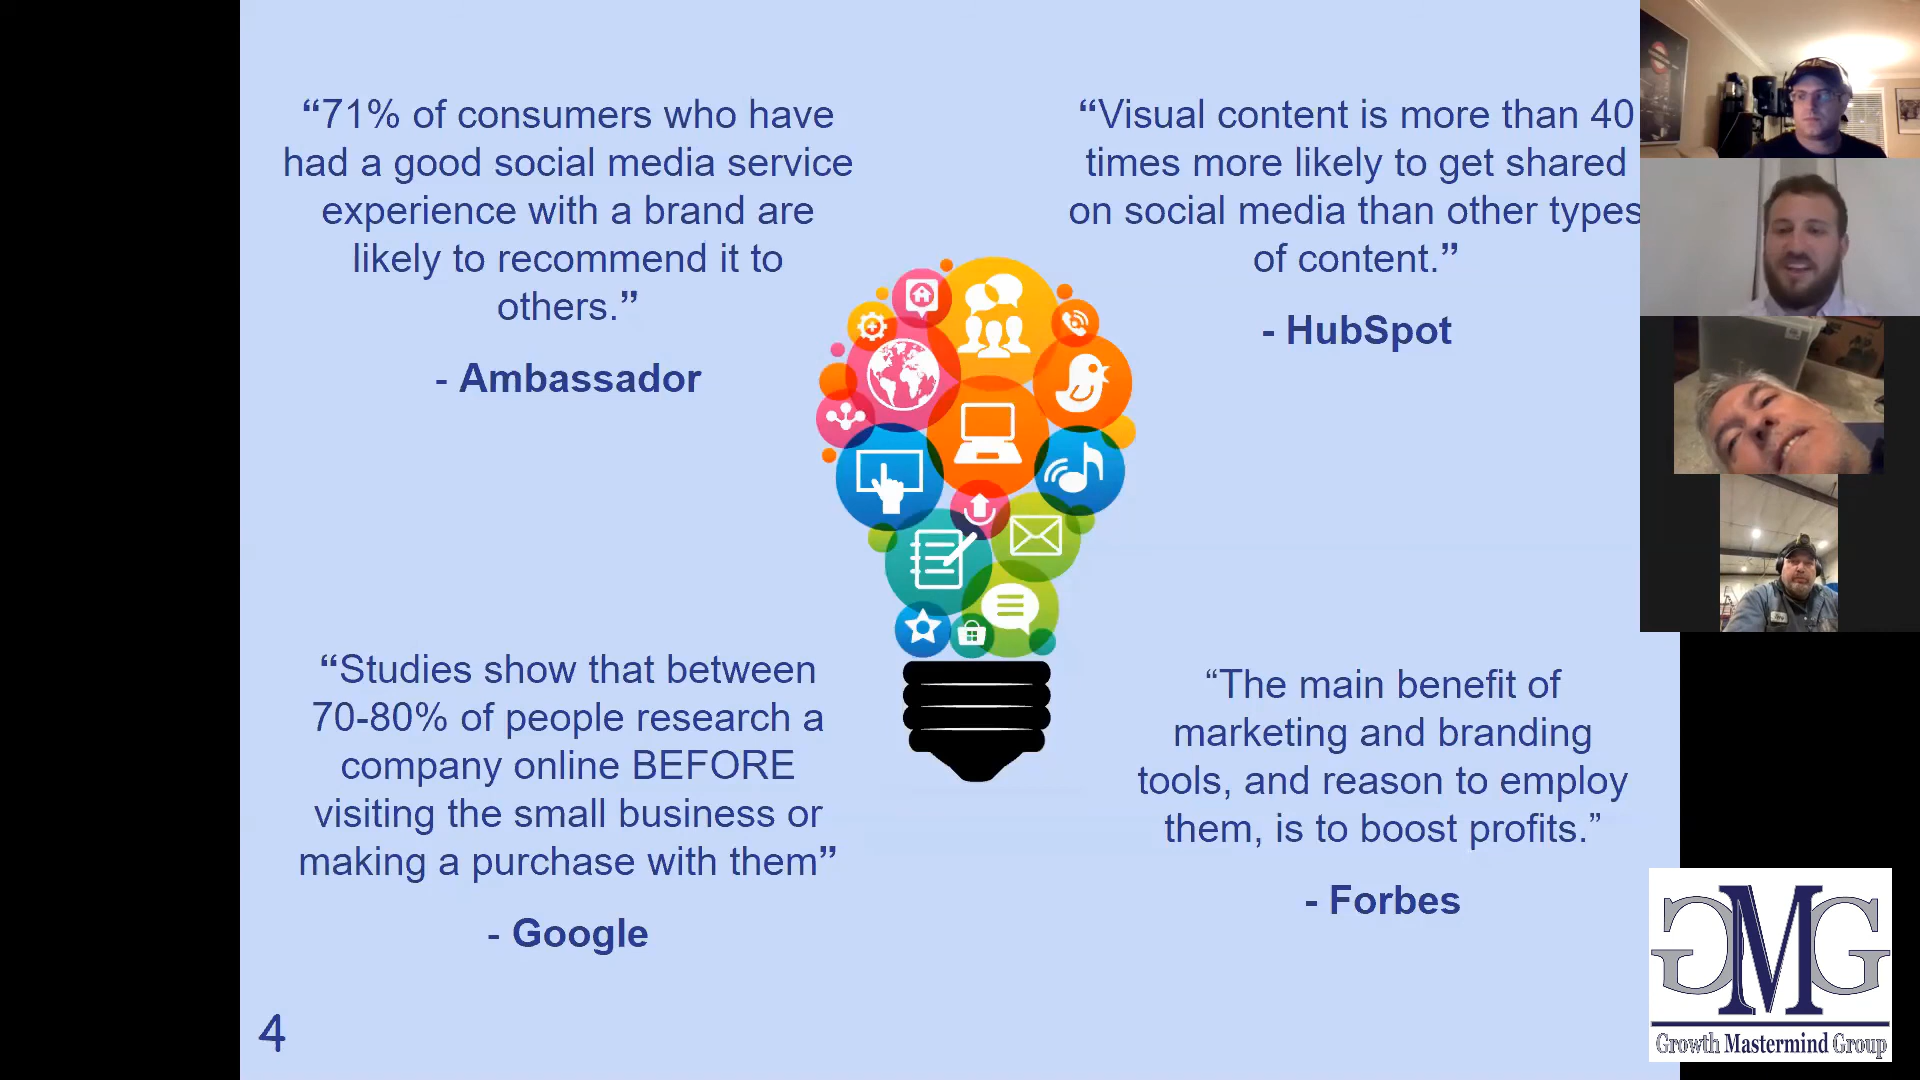 “71% of consumers who have
had a good social media service
experience with a brand are
likely to recommend it to
others.”
- Ambassador
“Visual content is more than 40
times more likely to get shared
on social media than other types
of content.”
- HubSpot
“Studies show that between
70-80% of people research a
company online BEFORE
visiting the small business or
making a purchase with them”
- Google
“The main benefit of
marketing and branding
tools, and reason to employ
them, is to boost profits.”
- Forbes
4
GMG
Growth Mastermind Group